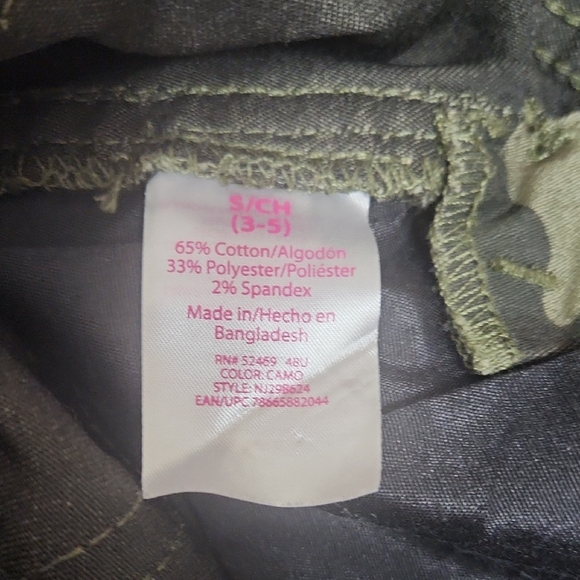 S/CH
(3-5)
65% Cotton/Algodón
33% Polyester/Poliéster
2% Spandex
Made in/Hecho en
Bangladesh
RN# 52469 48U
COLOR: CAMO
STYLE: NJ298624
EAN/UPC 78665882044